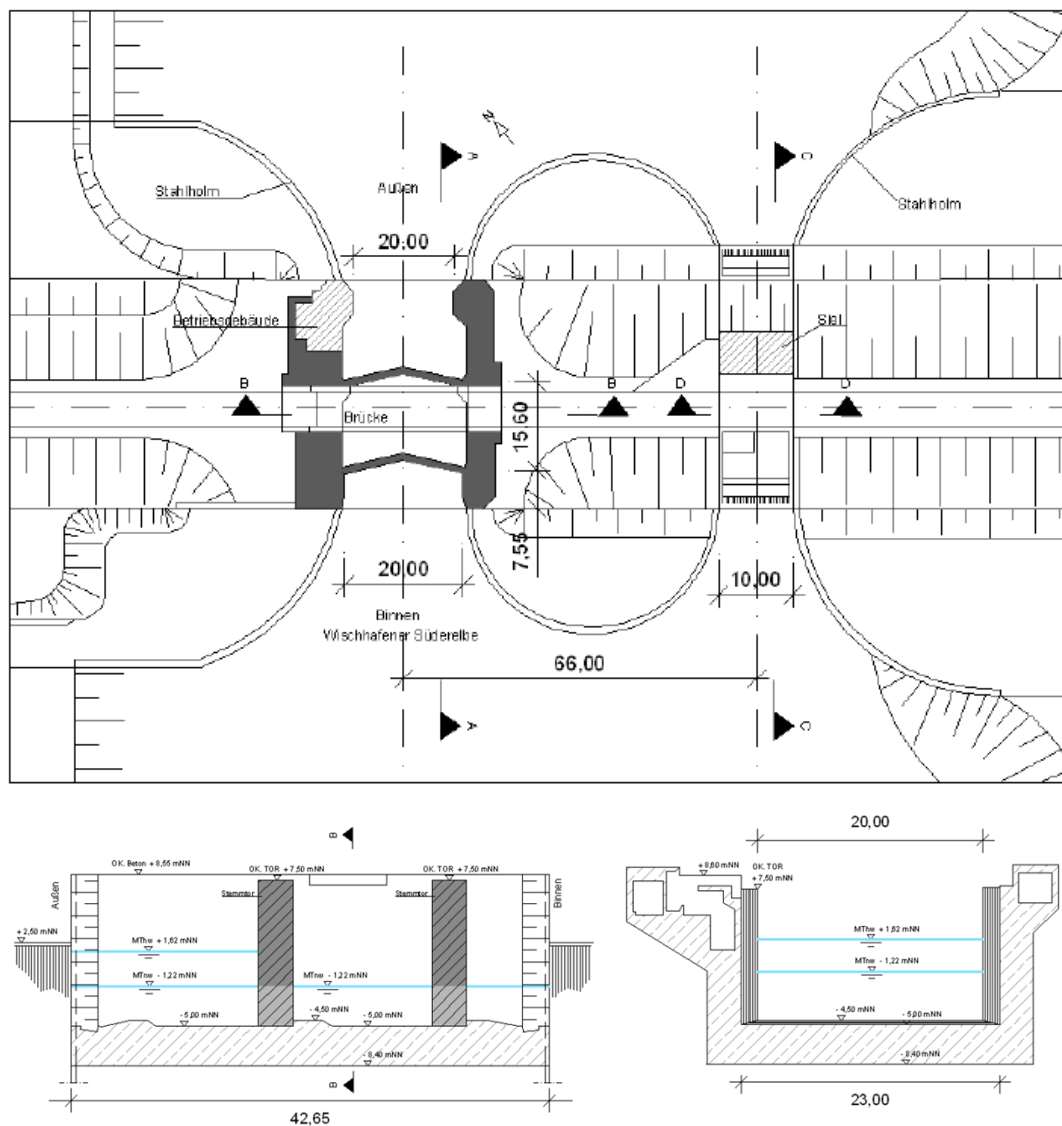 N
A
C
Außen
Stahlholm
Stahlholm
20,00
Betriebsgebäude
Siel
B
B
D
D
Brücke
15,60
7,55
20,00
10,00
Binnen
Wischhafener Süderelbe
66,00
A
C
B
20,00
OK. Beton + 8,55 mNN
OK. TOR + 7,50 mNN
OK. TOR + 7,50 mNN
+ 8,60 mNN
OK. TOR
+ 7,50 mNN
Außen
Stemmtor
Stemmtor
Binnen
+ 2,50 mNN
MThw + 1,62 mNN
MThw + 1,62 mNN
MTnw - 1,22 mNN
MTnw - 1,22 mNN
MTnw - 1,22 mNN
- 5,00 mNN
- 4,50 mNN
- 5,00 mNN
- 4,50 mNN
- 5,00 mNN
- 8,40 mNN
- 8,40 mNN
B
42,65
23,00